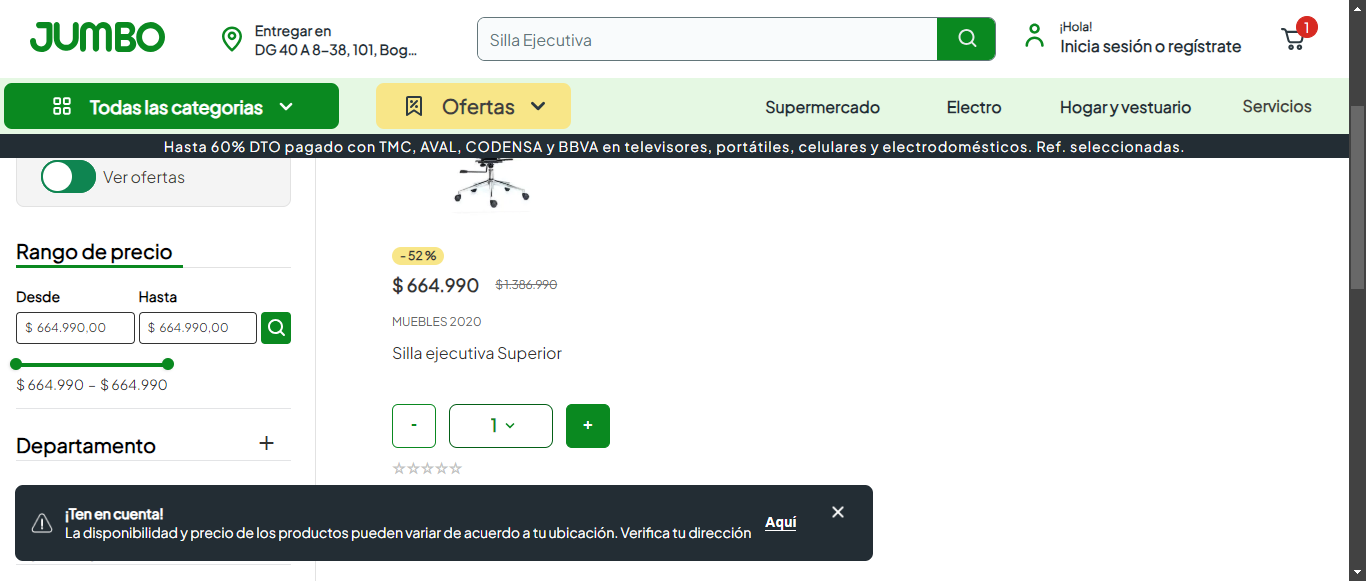 JUMBO
Entregar en
DG 40 A 8-38, 101, Bog...
Silla Ejecutiva
¡Hola!
Inicia sesión o regístrate
1
Todas las categorias
Ofertas
Supermercado
Electro
Hogar y vestuario
Servicios
Hasta 60% DTO pagado con TMC, AVAL, CODENSA y BBVA en televisores, portátiles, celulares y electrodomésticos. Ref. seleccionadas.
Ver ofertas
Rango de precio
Desde
Hasta
$ 664.990,00
$ 664.990,00
$ 664.990 – $ 664.990
Departamento
+
-52%
$ 664.990
$ 1.386.990
MUEBLES 2020
Silla ejecutiva Superior
-
1
+
¡Ten en cuenta!
La disponibilidad y precio de los productos pueden variar de acuerdo a tu ubicación. Verifica tu dirección
Aquí